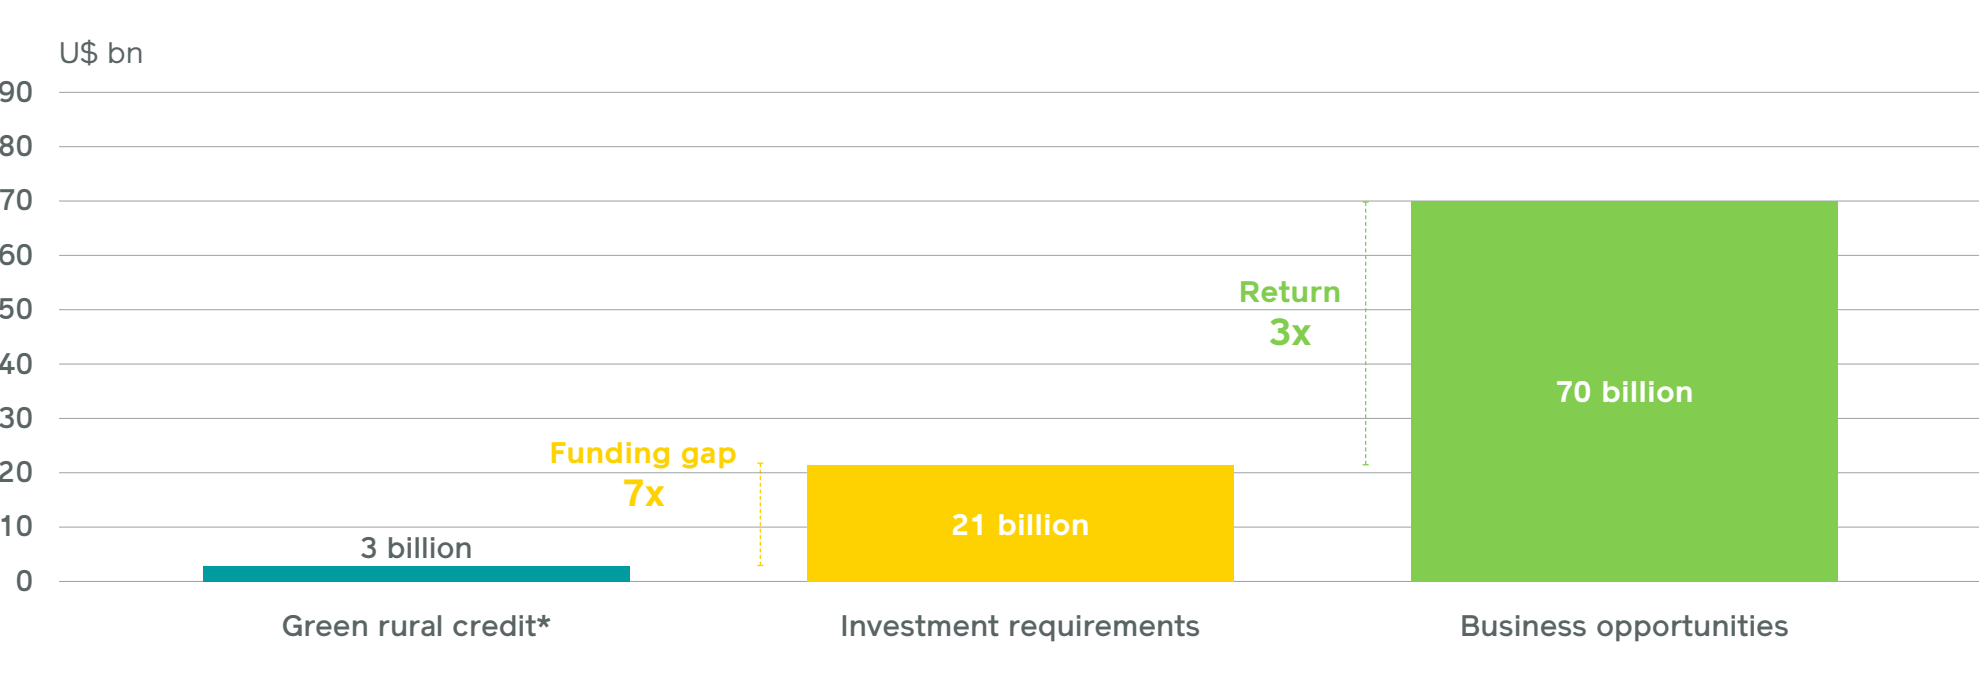 U$ bn
90
80
70
60
50
40
30
20
10
0
Return
3x
70 billion
Funding gap
7x
21 billion
3 billion
Green rural credit*
Investment requirements
Business opportunities